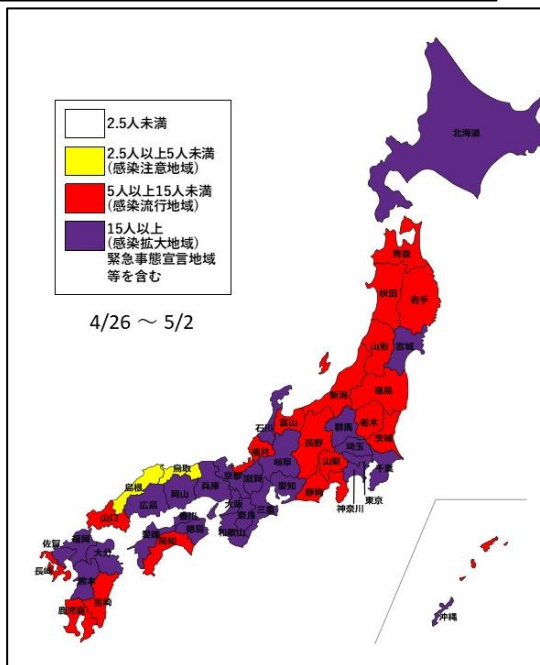 2.5人未満
2.5人以上5人未満
(感染注意地域)
5人以上15人未満
(感染流行地域)
15人以上
(感染拡大地域)
緊急事態宣言地域
等を含む
4/26 ～ 5/2
北海道
青森
秋田
岩手
山形
宮城
新潟
福島
石川
富山
群馬
栃木
福井
長野
茨城
埼玉
岐阜
山梨
千葉
鳥取
京都
滋賀
島根
兵庫
愛知
静岡
東京
岡山
神奈川
広島
大阪
奈良
三重
山口
香川
徳島
和歌山
愛媛
高知
佐賀
福岡
大分
長崎
熊本
宮崎
鹿児島
沖縄